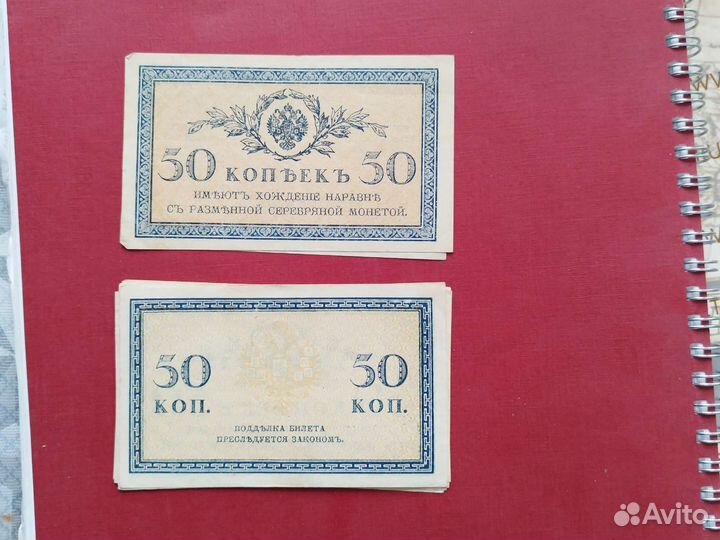 50 КОПѢЕКЪ 50
ИМѢЮТЪ ХОЖДЕНІЕ НАРАВНѢ
СЪ РАЗМѢННОЙ СЕРЕБРЯНОЙ МОНЕТОЙ.
50 50
КОП. КОП.
ПОДДѢЛКА БИЛЕТА
ПРЕСЛѢДУЕТСЯ ЗАКОНОМЪ.
Avito